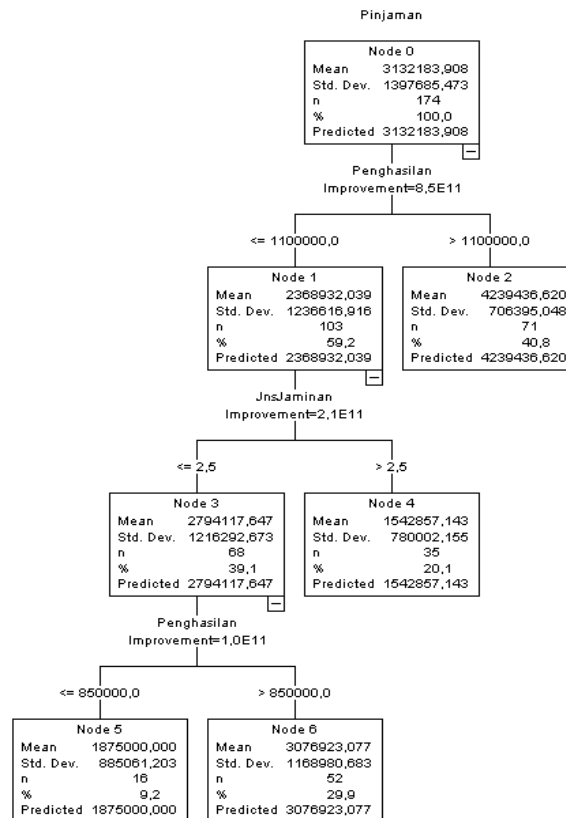 Pinjaman
Node 0
Mean 3132183,908
Std. Dev. 1397685,473
n 174
% 100,0
Predicted 3132183,908
Penghasilan
Improvement=8,5E11
<= 1100000,0
> 1100000,0
Node 1
Mean 2368932,039
Std. Dev. 1236616,916
n 103
% 59,2
Predicted 2368932,039
Node 2
Mean 4239436,620
Std. Dev. 706395,048
n 71
% 40,8
Predicted 4239436,620
JnsJaminan
Improvement=2,1E11
<= 2,5
> 2,5
Node 3
Mean 2794117,647
Std. Dev. 1216292,673
n 68
% 39,1
Predicted 2794117,647
Node 4
Mean 1542857,143
Std. Dev. 780002,155
n 35
% 20,1
Predicted 1542857,143
Penghasilan
Improvement=1,0E11
<= 850000,0
> 850000,0
Node 5
Mean 1875000,000
Std. Dev. 885061,203
n 16
% 9,2
Predicted 1875000,000
Node 6
Mean 3076923,077
Std. Dev. 1168980,683
n 52
% 29,9
Predicted 3076923,077